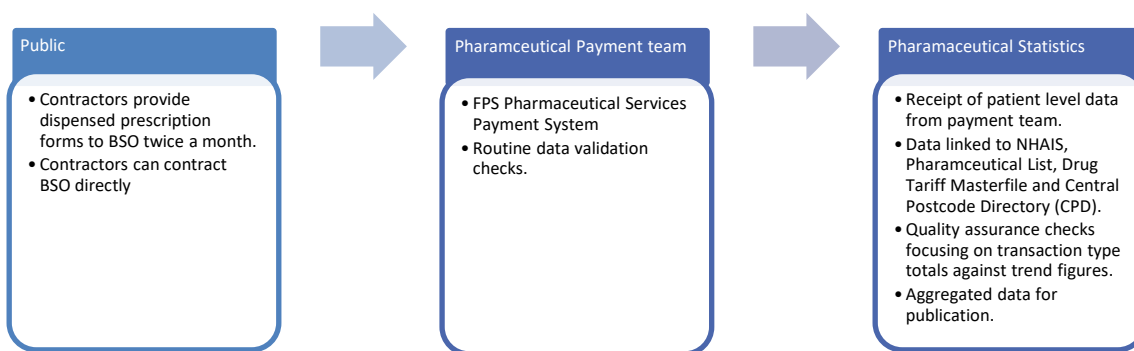 Public
• Contractors provide
dispensed prescription
forms to BSO twice a month.
• Contractors can contract
BSO directly
Pharamceutical Payment team
• FPS Pharmaceutical Services
Payment System
• Routine data validation
checks.
Pharamaceutical Statistics
• Receipt of patient level data
from payment team.
• Data linked to NHAIS,
Pharamceutical List, Drug
Tariff Masterfile and Central
Postcode Directory (CPD).
• Quality assurance checks
focusing on transaction type
totals against trend figures.
• Aggregated data for
publication.